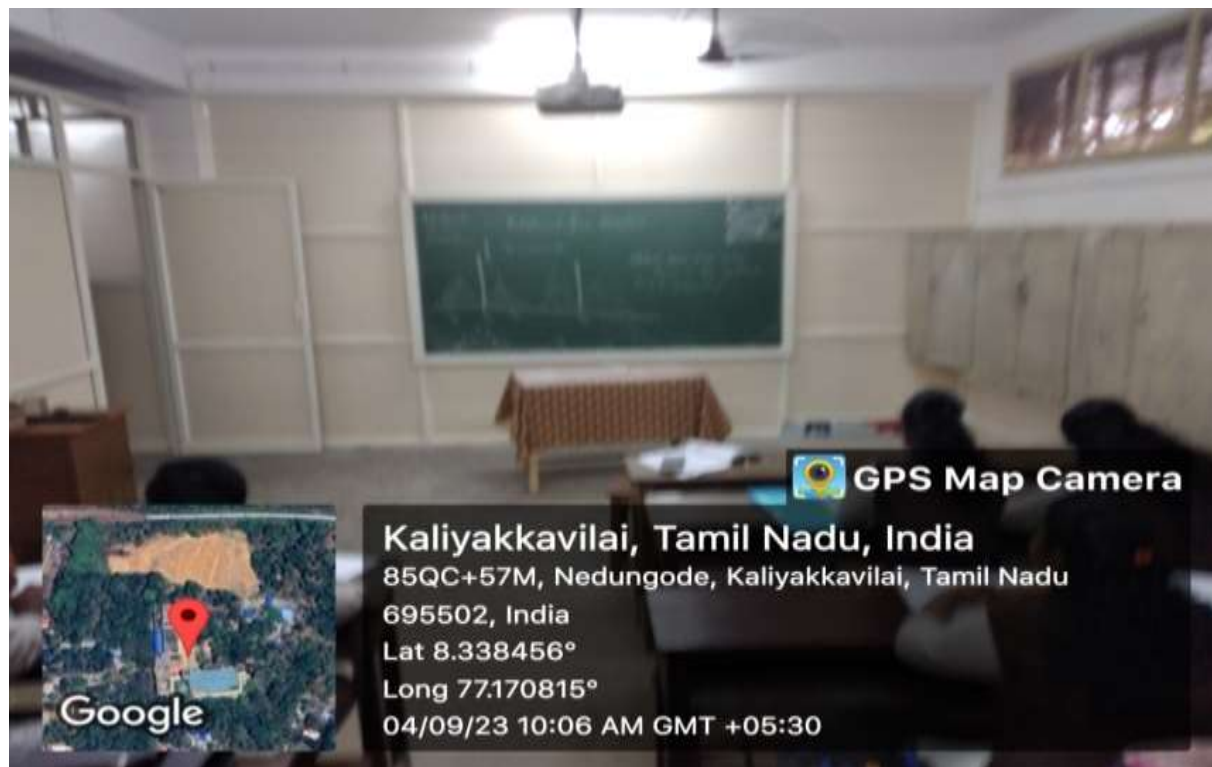 GPS Map Camera
Kaliyakkavilai, Tamil Nadu, India
85QC+57M, Nedungode, Kaliyakkavilai, Tamil Nadu
695502, India
Lat 8.338456°
Long 77.170815°
04/09/23 10:06 AM GMT +05:30
Google